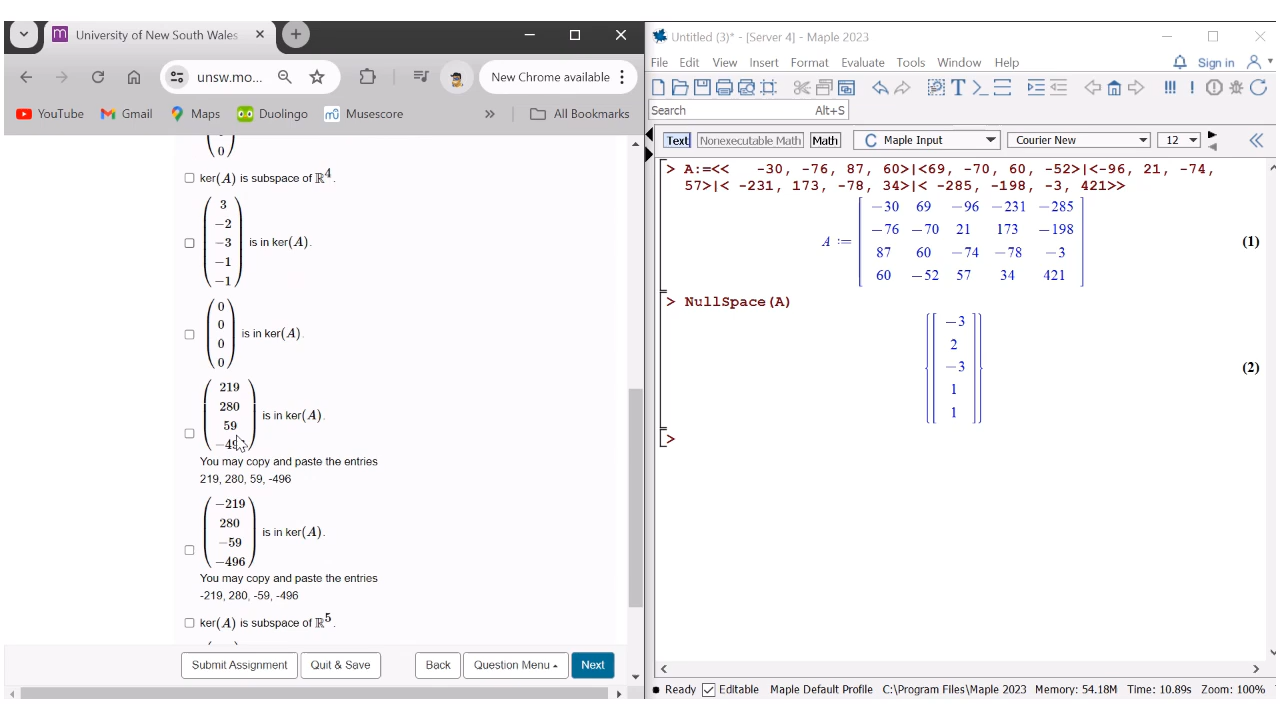 University of New South Wales
Untitled (3)* - [Server 4] - Maple 2023
unsw.mo...
New Chrome available
File Edit View Insert Format Evaluate Tools Window Help
Sign in
YouTube Gmail Maps Duolingo Musescore » All Bookmarks
Search Alt+S
Text Nonexecutable Math Math C Maple Input Courier New 12
0
ker(A) is subspace of ℝ⁴.
3
−2
−3 is in ker(A).
−1
−1
0
0
is in ker(A).
0
0
219
280
is in ker(A).
59
You may copy and paste the entries
219, 280, 59, -496
−219
280
is in ker(A).
−59
−496
You may copy and paste the entries
-219, 280, -59, -496
ker(A) is subspace of ℝ⁵.
Submit Assignment Quit & Save Back Question Menu Next
> A:=<< -30, -76, 87, 60>|<69, -70, 60, -52>|<-96, 21, -74,
57>|< -231, 173, -78, 34>|< -285, -198, -3, 421>>
−30 69 −96 −231 −285
−76 −70 21 173 −198
A := (1)
87 60 −74 −78 −3
60 −52 57 34 421
> NullSpace(A)
−3
2
−3 (2)
1
1
>
Ready Editable Maple Default Profile C:\Program Files\Maple 2023 Memory: 54.18M Time: 10.89s Zoom: 100%